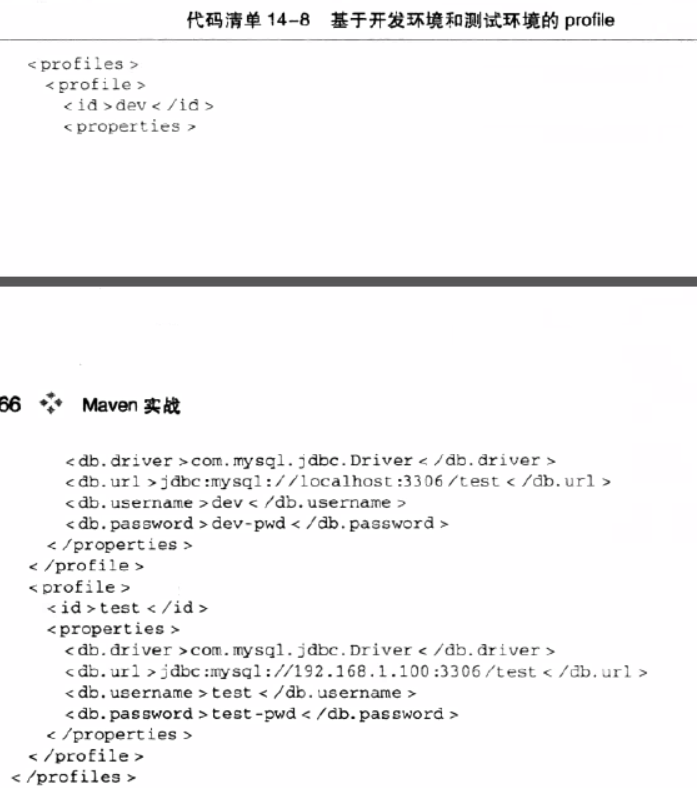 代码清单 14-8 基于开发环境和测试环境的 profile
<profiles>
<profile>
<id>dev</id>
<properties>
66 Maven 实战
<db.driver>com.mysql.jdbc.Driver</db.driver>
<db.url>jdbc:mysql://localhost:3306/test</db.url>
<db.username>dev</db.username>
<db.password>dev-pwd</db.password>
</properties>
</profile>
<profile>
<id>test</id>
<properties>
<db.driver>com.mysql.jdbc.Driver</db.driver>
<db.url>jdbc:mysql://192.168.1.100:3306/test</db.url>
<db.username>test</db.username>
<db.password>test-pwd</db.password>
</properties>
</profile>
</profiles>